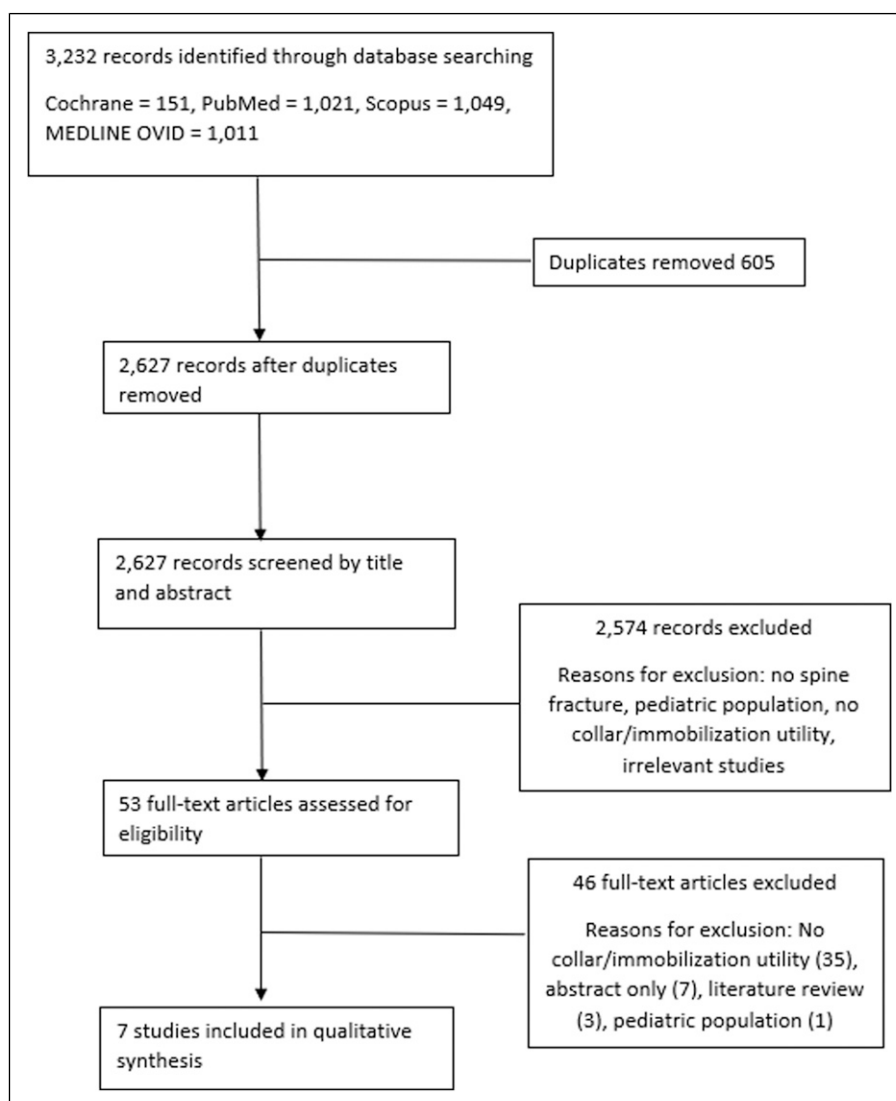 3,232 records identified through database searching
Cochrane = 151, PubMed = 1,021, Scopus = 1,049,
MEDLINE OVID = 1,011
Duplicates removed 605
2,627 records after duplicates
removed
2,627 records screened by title
and abstract
2,574 records excluded
Reasons for exclusion: no spine
fracture, pediatric population, no
collar/immobilization utility,
irrelevant studies
53 full-text articles assessed for
eligibility
46 full-text articles excluded
Reasons for exclusion: No
collar/immobilization utility (35),
abstract only (7), literature review
(3), pediatric population (1)
7 studies included in qualitative
synthesis